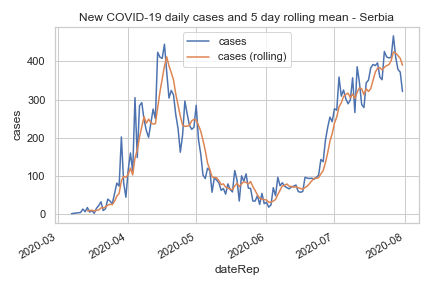 New COVID-19 daily cases and 5 day rolling mean - Serbia
cases
cases (rolling)
cases
400
300
200
100
0
2020-03
2020-04
2020-05
2020-06
2020-07
2020-08
dateRep